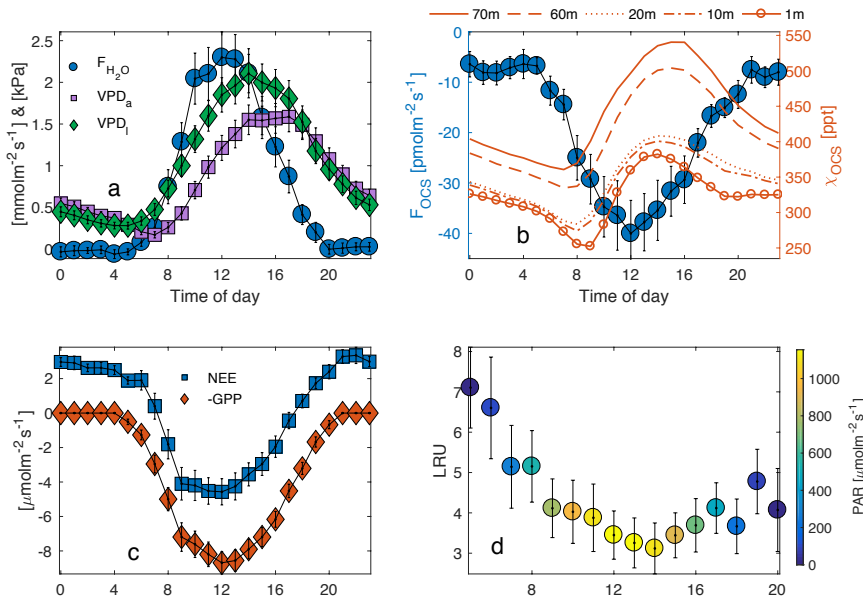 70m 60m 20m 10m 1m
2.5
2
1.5
1
0.5
0
[mmolm-2 s-1] & [kPa]
F_H2O
VPD_a
VPD_l
a
0 4 8 12 16 20
Time of day
0
-10
-20
-30
-40
F_OCS [pmolm-2 s-1]
b
550
500
450
400
350
300
250
χ_OCS [ppt]
0 4 8 12 16 20
Time of day
2
0
-2
-4
-6
-8
[μmolm-2 s-1]
NEE
-GPP
c
0 4 8 12 16 20
8
7
6
5
4
3
LRU
d
8 12 16 20
1000
800
600
400
200
0
PAR [μmolm-2 s-1]